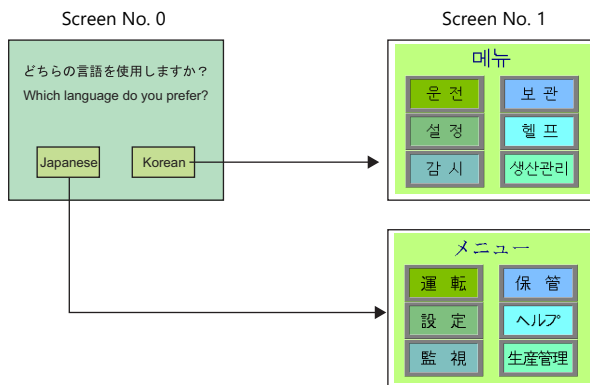 Screen No. 0
どちらの言語を使用しますか？
Which language do you prefer?
Japanese
Korean
Screen No. 1
메뉴
운 전
보 관
설 정
헬 프
감 시
생산관리
メニュー
運 転
保 管
設 定
ヘルプ
監 視
生産管理